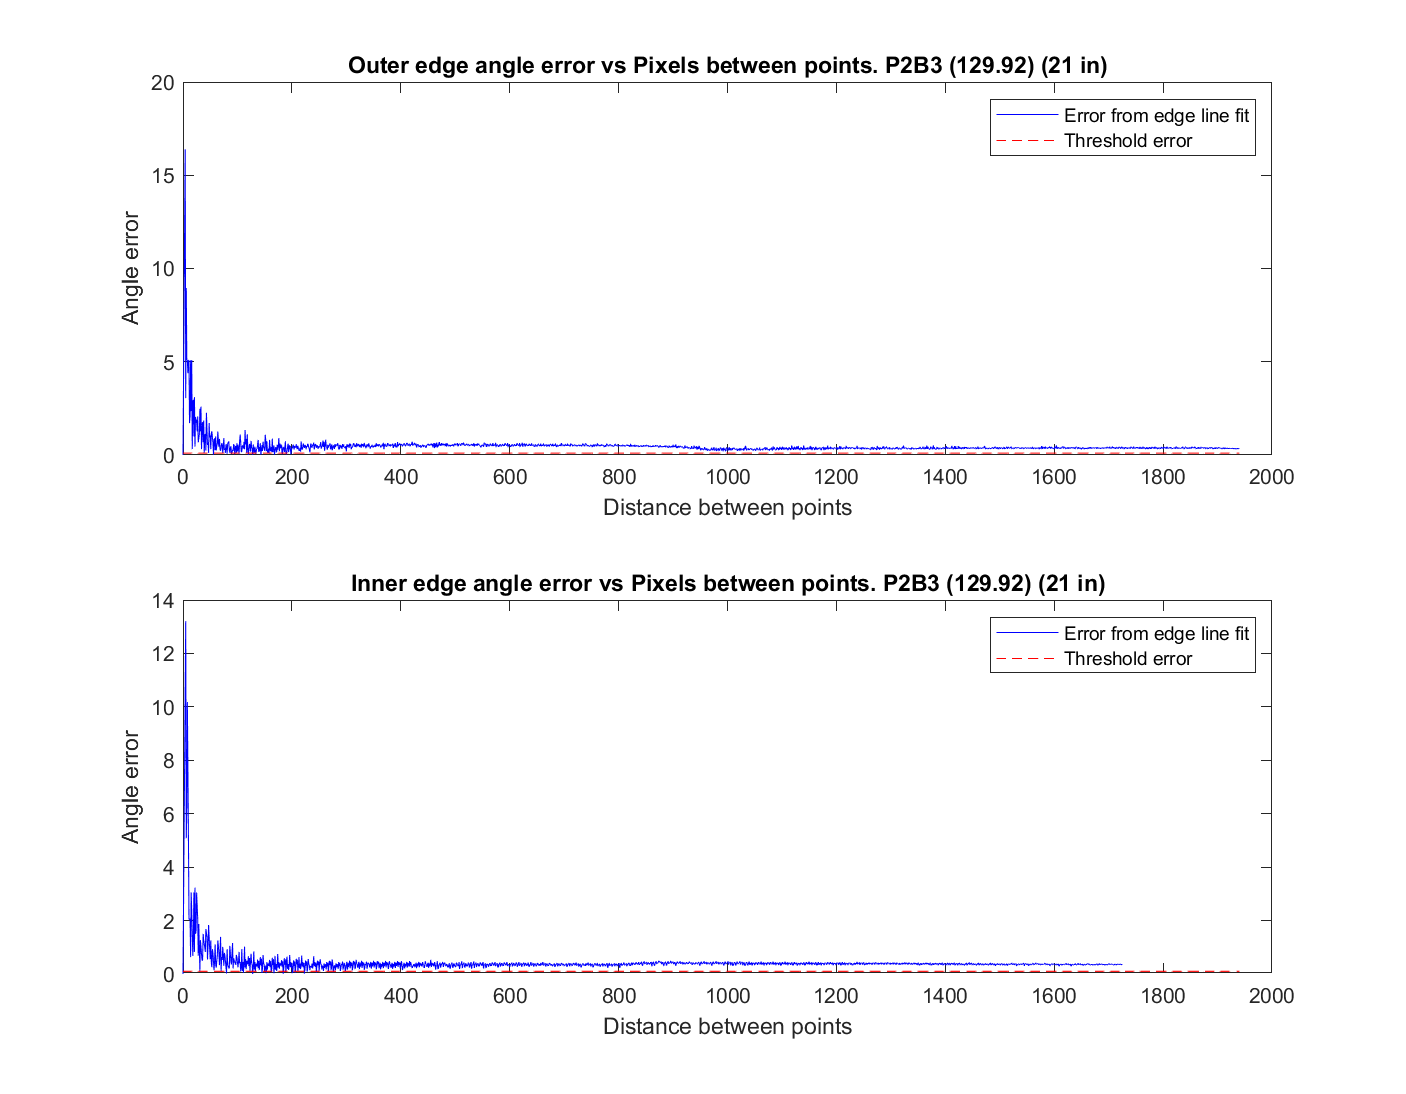 Outer edge angle error vs Pixels between points. P2B3 (129.92) (21 in)
20
15
10
5
0
Angle error
Error from edge line fit
Threshold error
0 200 400 600 800 1000 1200 1400 1600 1800 2000
Distance between points
Inner edge angle error vs Pixels between points. P2B3 (129.92) (21 in)
14
12
10
8
6
4
2
0
Angle error
Error from edge line fit
Threshold error
0 200 400 600 800 1000 1200 1400 1600 1800 2000
Distance between points